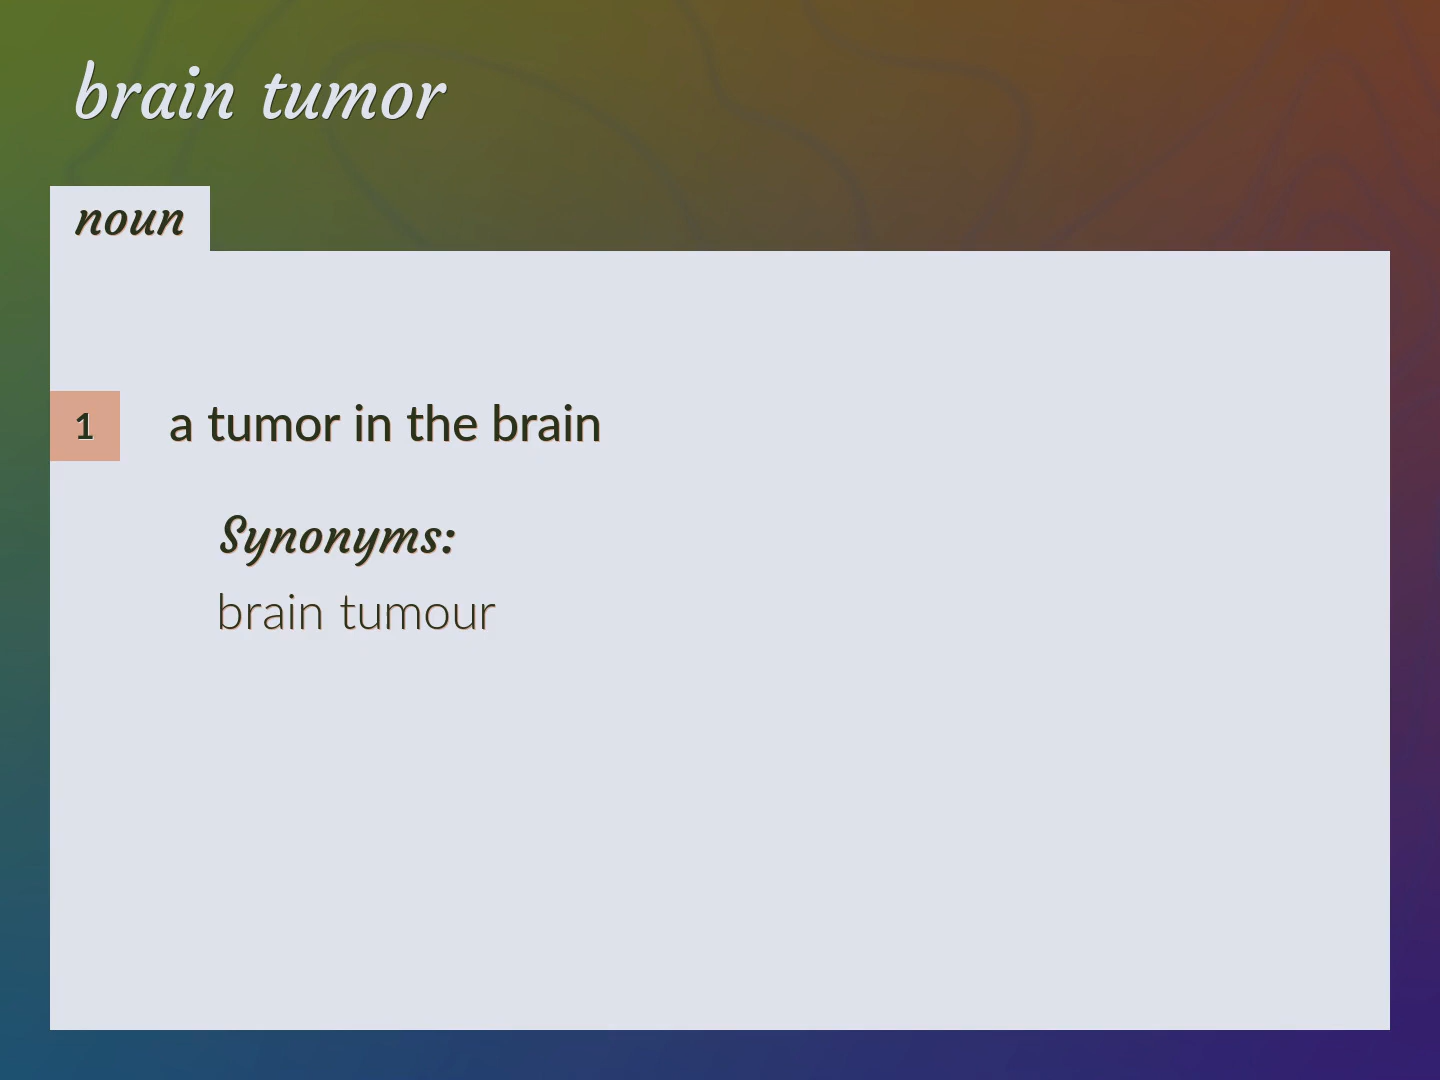 brain tumor
noun
1 a tumor in the brain
Synonyms:
brain tumour